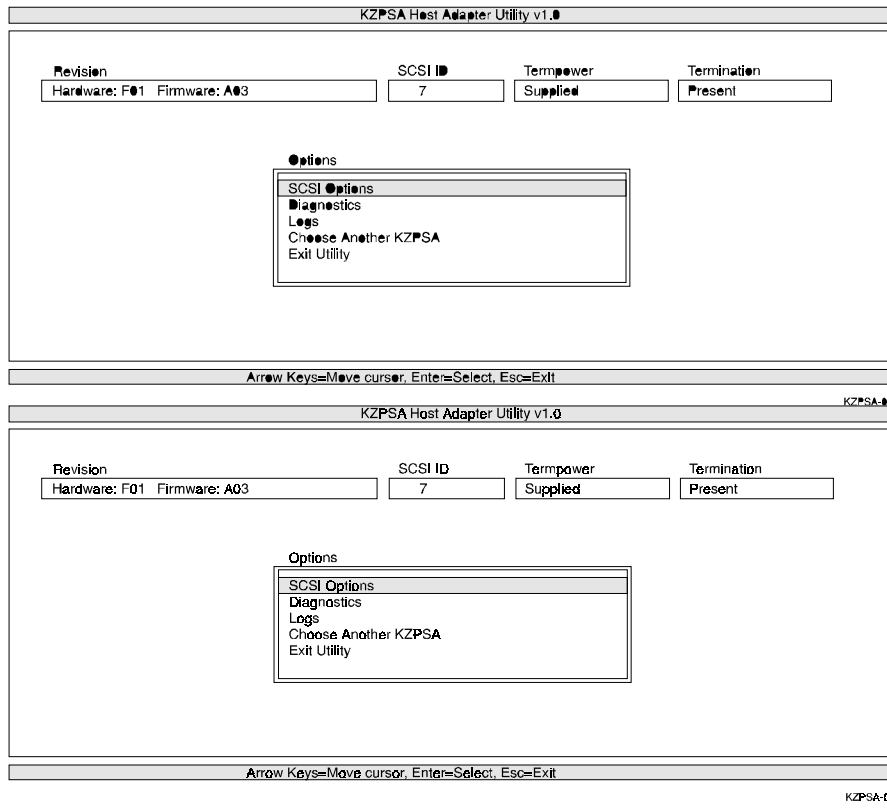 KZPSA Host Adapter Utility v1.0
Revision SCSI ID Termpower Termination
Hardware: F01 Firmware: A03 7 Supplied Present
Options
SCSI Options
Diagnostics
Logs
Choose Another KZPSA
Exit Utility
Arrow Keys=Move cursor, Enter=Select, Esc=Exit
KZPSA-0
KZPSA Host Adapter Utility v1.0
Revision SCSI ID Termpower Termination
Hardware: F01 Firmware: A03 7 Supplied Present
Options
SCSI Options
Diagnostics
Logs
Choose Another KZPSA
Exit Utility
Arrow Keys=Move cursor, Enter=Select, Esc=Exit